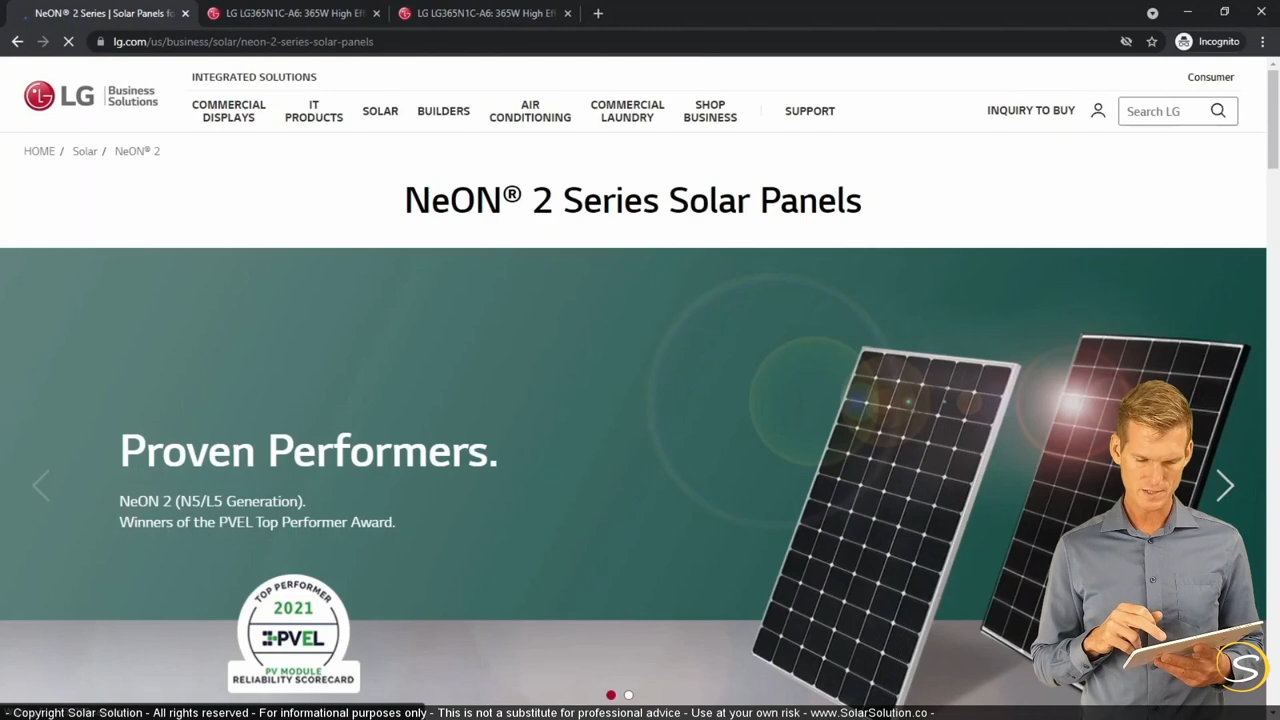 NeON® 2 Series | Solar Panels fo
LG LG365N1C-A6: 365W High Ef
LG LG365N1C-A6: 365W High Ef
lg.com/us/business/solar/neon-2-series-solar-panels
Incognito
INTEGRATED SOLUTIONS
Consumer
LG Business Solutions
COMMERCIAL DISPLAYS
IT PRODUCTS
SOLAR
BUILDERS
AIR CONDITIONING
COMMERCIAL LAUNDRY
SHOP BUSINESS
SUPPORT
INQUIRY TO BUY
Search LG
HOME / Solar / NeON® 2
NeON® 2 Series Solar Panels
Proven Performers.
NeON 2 (N5/L5 Generation).
Winners of the PVEL Top Performer Award.
TOP PERFORMER
2021
PVEL
PV MODULE
RELIABILITY SCORECARD
S
Copyright Solar Solution - All rights reserved - For informational purposes only - This is not a substitute for professional advice - Use at your own risk - www.SolarSolution.co -